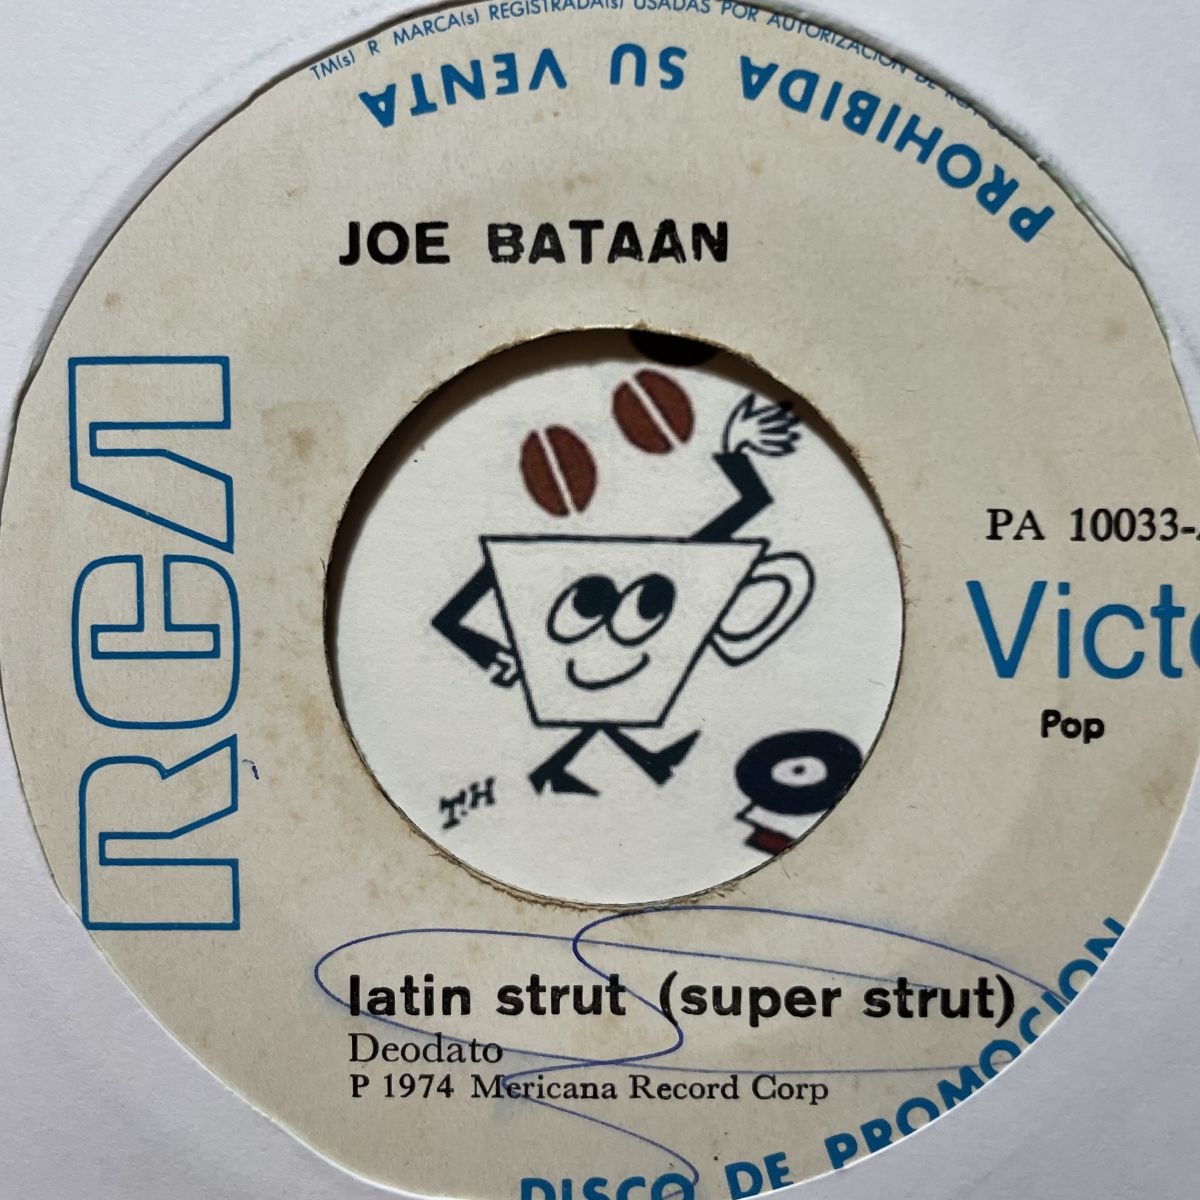 TM(s) R MARCA(s) REGISTRADA(s) USADAS POR AUTORIZACION DE
PROHIBIDA SU VENTA
JOE BATAAN
RCA
PA 10033-
Victo
Pop
T.H
latin strut (super strut)
Deodato
P 1974 Mericana Record Corp
DISCO DE PROMOCION